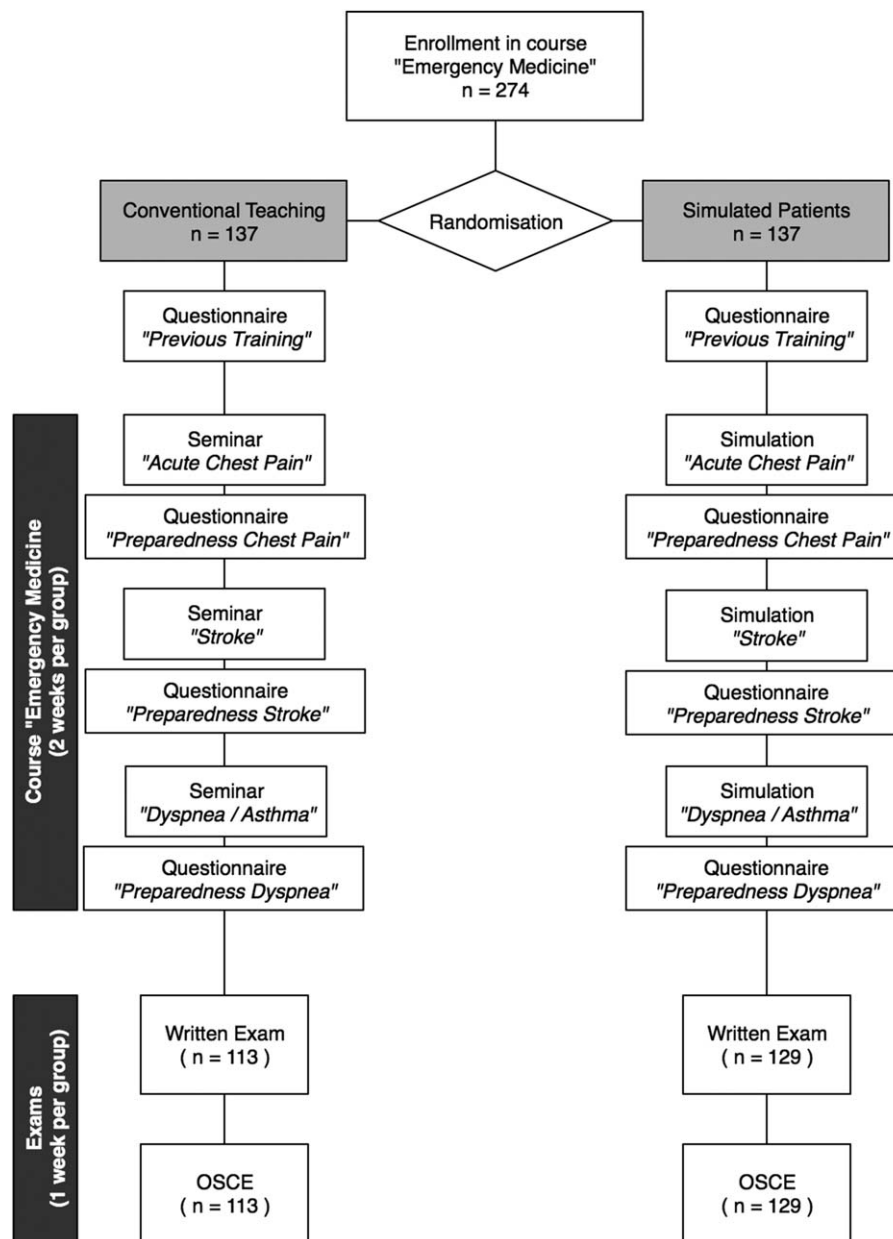 Enrollment in course
"Emergency Medicine"
n = 274
Conventional Teaching
n = 137
Randomisation
Simulated Patients
n = 137
Questionnaire
"Previous Training"
Questionnaire
"Previous Training"
Course "Emergency Medicine
(2 weeks per group)
Seminar
"Acute Chest Pain"
Simulation
"Acute Chest Pain"
Questionnaire
"Preparedness Chest Pain"
Questionnaire
"Preparedness Chest Pain"
Seminar
"Stroke"
Simulation
"Stroke"
Questionnaire
"Preparedness Stroke"
Questionnaire
"Preparedness Stroke"
Seminar
"Dyspnea / Asthma"
Simulation
"Dyspnea / Asthma"
Questionnaire
"Preparedness Dyspnea"
Questionnaire
"Preparedness Dyspnea"
Exams
(1 week per group)
Written Exam
( n = 113 )
Written Exam
( n = 129 )
OSCE
( n = 113 )
OSCE
( n = 129 )